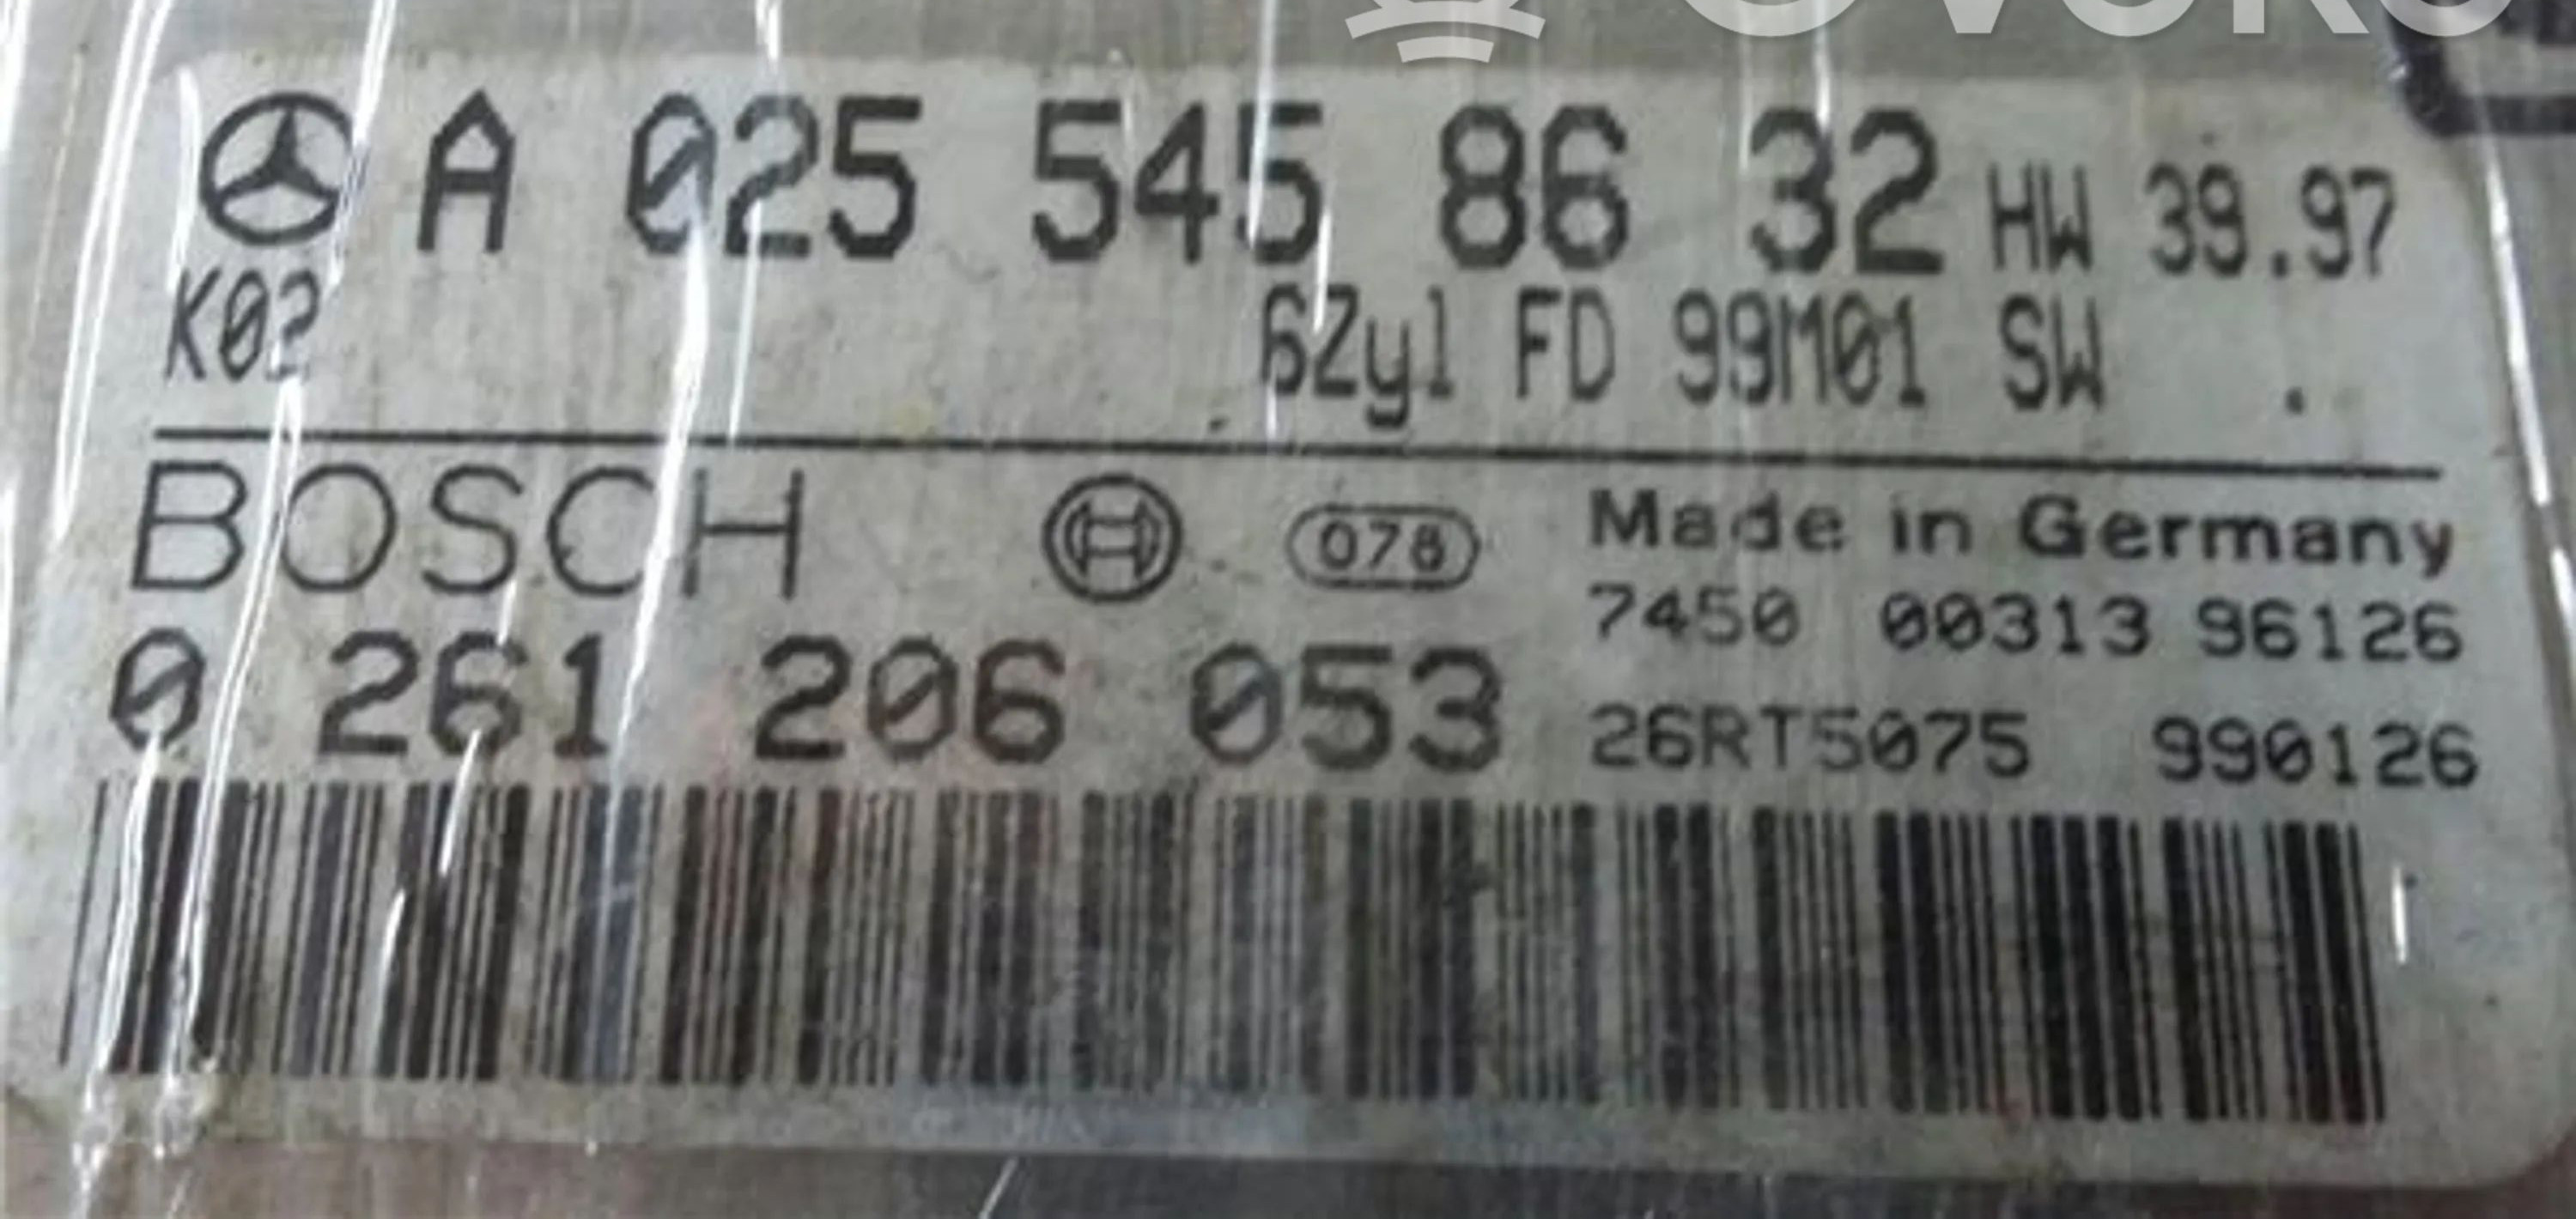 A 025 545 86 32 HW 39.97
K02 6Zyl FD 99M01 SW .
BOSCH 078 Made in Germany
7450 00313 96126
0 261 206 053
26RT5075 990126